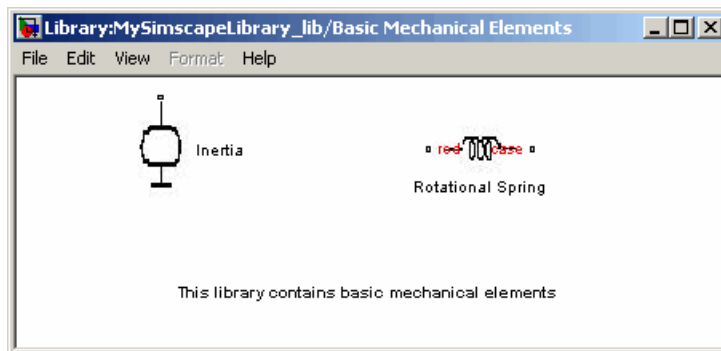 Library:MySimscapeLibrary_lib/Basic Mechanical Elements
File Edit View Format Help
Inertia
red case
Rotational Spring
This library contains basic mechanical elements